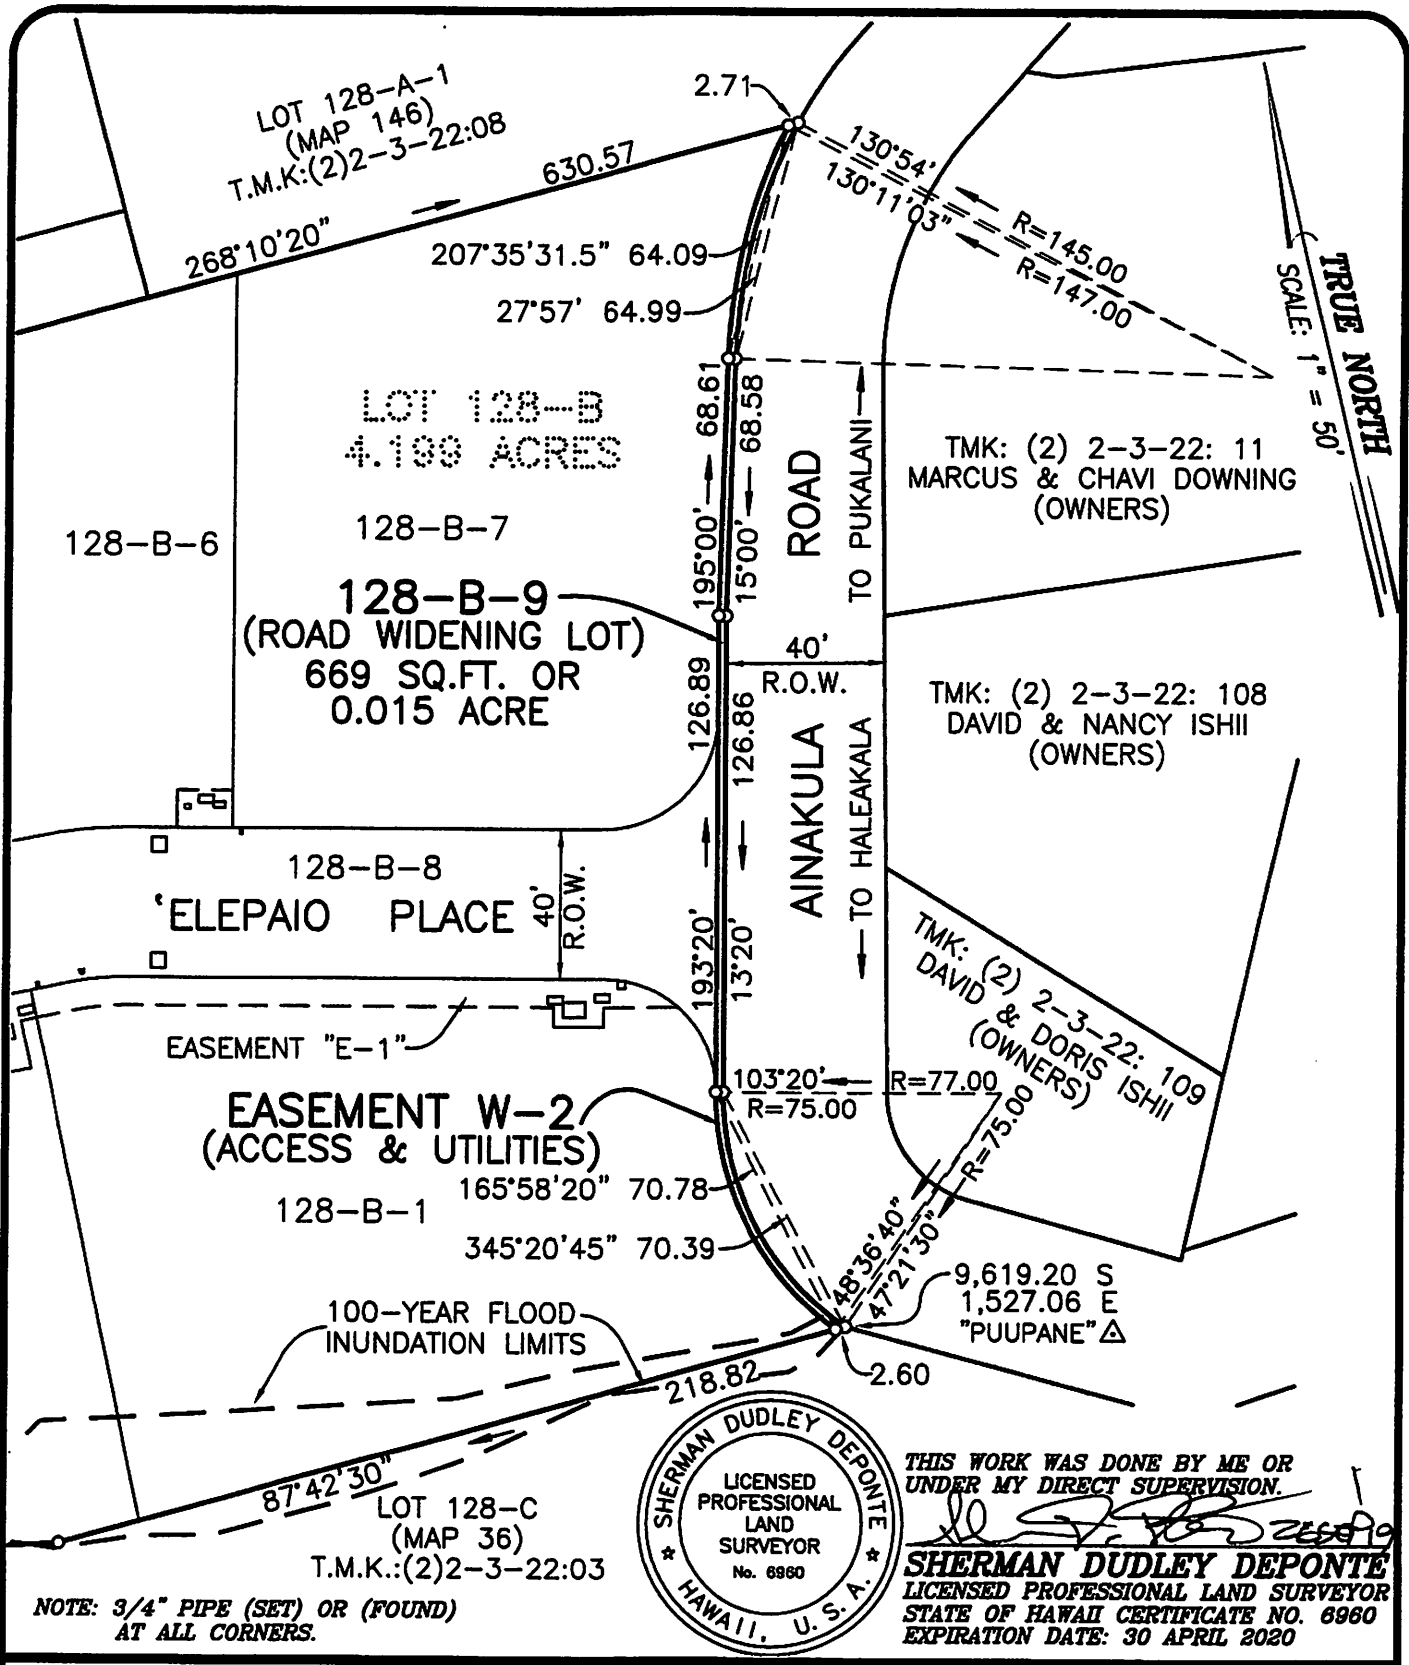 LOT 128-A-1
(MAP 146)
T.M.K:(2)2-3-22:08
2.71
630.57
268°10'20"
130°54'
130°11'03"
R=145.00
R=147.00
TRUE NORTH
SCALE: 1" = 50'
207°35'31.5" 64.09
27°57' 64.99
LOT 128-B
4.199 ACRES
195°00' 68.61
15°00' 68.58
ROAD
TO PUKALANI
TMK: (2) 2-3-22: 11
MARCUS & CHAVI DOWNING
(OWNERS)
128-B-6
128-B-7
128-B-9
(ROAD WIDENING LOT)
669 SQ.FT. OR
0.015 ACRE
40'
R.O.W.
TMK: (2) 2-3-22: 108
DAVID & NANCY ISHII
(OWNERS)
193°20' 126.89
13°20' 126.86
AINAKULA
TO HALEAKALA
128-B-8
'ELEPAIO PLACE
40'
R.O.W.
TMK: (2) 2-3-22: 109
DAVID & DORIS ISHII
(OWNERS)
EASEMENT "E-1"
103°20'
R=77.00
R=75.00
R=75.00
EASEMENT W-2
(ACCESS & UTILITIES)
165°58'20" 70.78
128-B-1
345°20'45" 70.39
48°36'40"
47°21'30"
9,619.20 S
1,527.06 E
"PUUPANE"
100-YEAR FLOOD
INUNDATION LIMITS
2.60
218.82
87°42'30"
LOT 128-C
(MAP 36)
T.M.K.:(2)2-3-22:03
SHERMAN DUDLEY DEPONTE
LICENSED
PROFESSIONAL
LAND
SURVEYOR
No. 6960
HAWAII, U.S.A.
THIS WORK WAS DONE BY ME OR
UNDER MY DIRECT SUPERVISION.
SHERMAN DUDLEY DEPONTE
LICENSED PROFESSIONAL LAND SURVEYOR
STATE OF HAWAII CERTIFICATE NO. 6960
EXPIRATION DATE: 30 APRIL 2020
NOTE: 3/4" PIPE (SET) OR (FOUND)
AT ALL CORNERS.